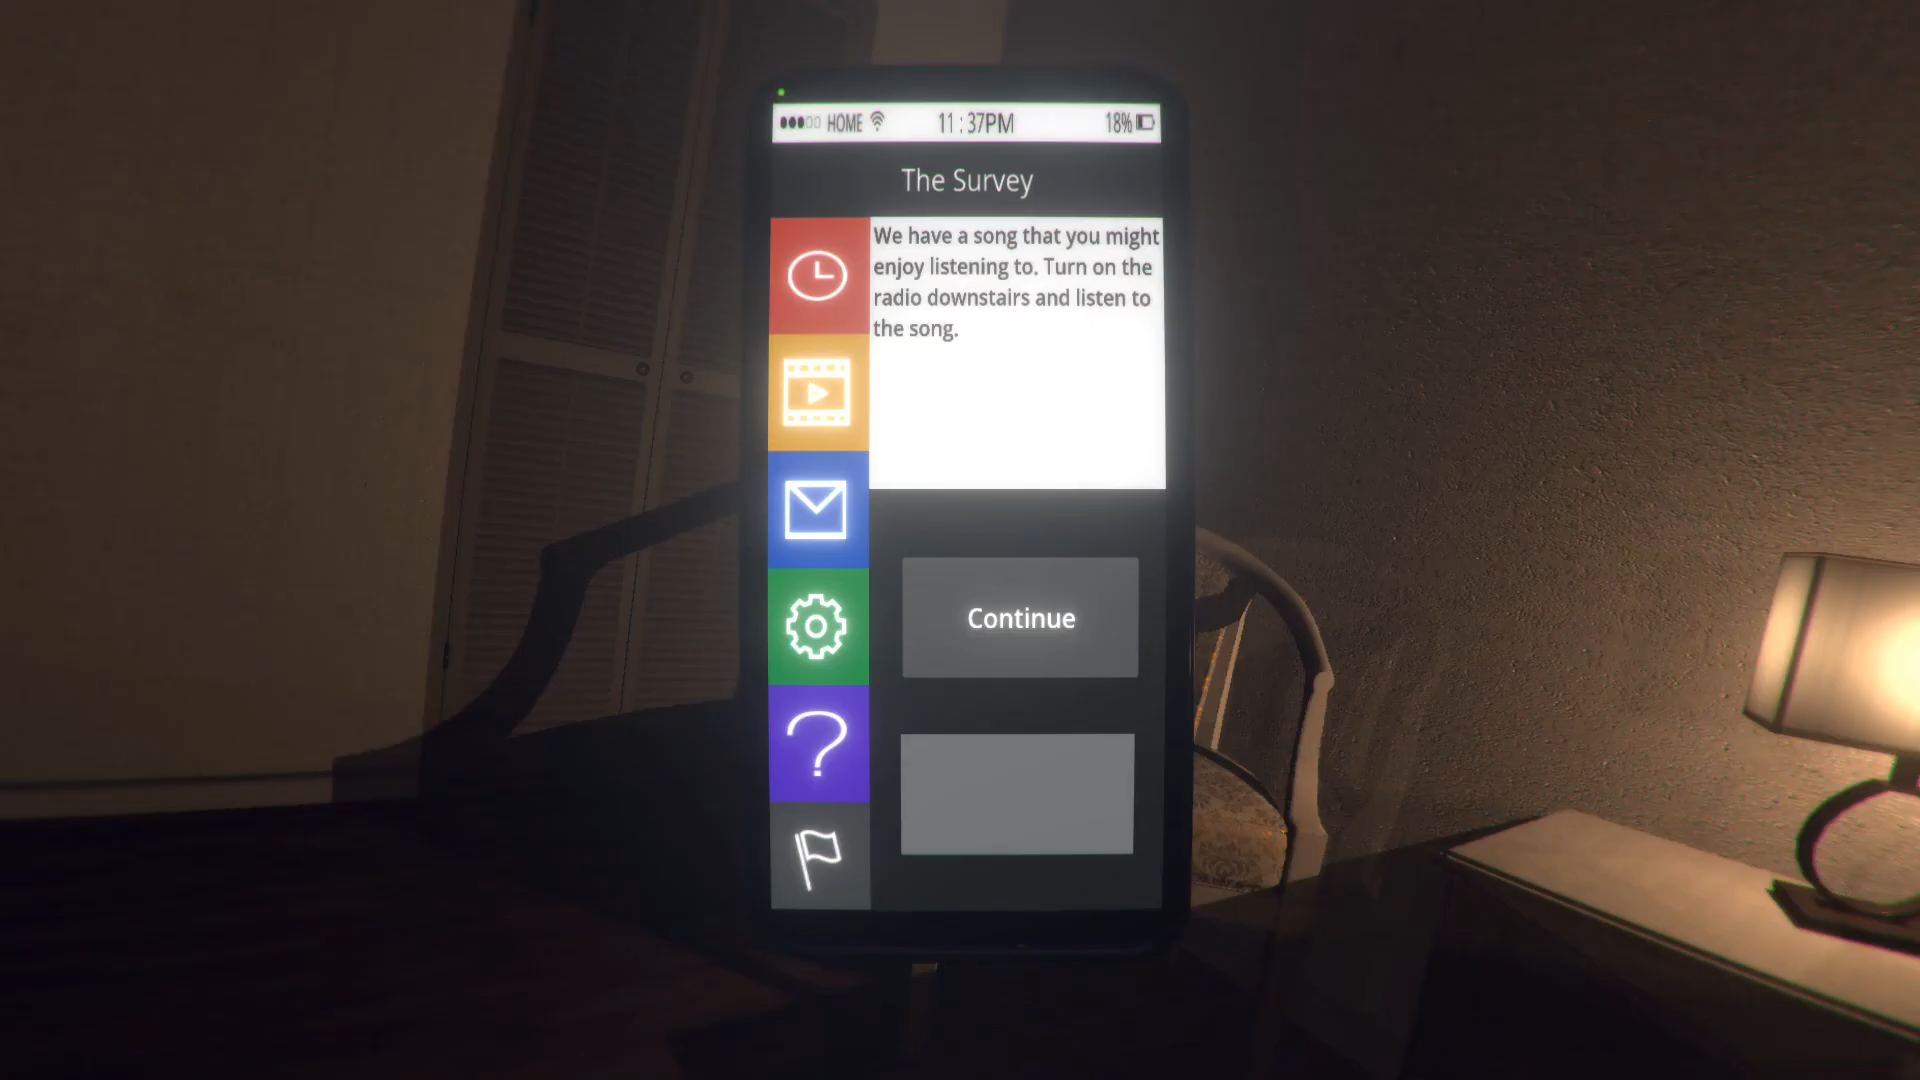 HOME 11:37PM 18%
The Survey
We have a song that you might
enjoy listening to. Turn on the
radio downstairs and listen to
the song.
Continue